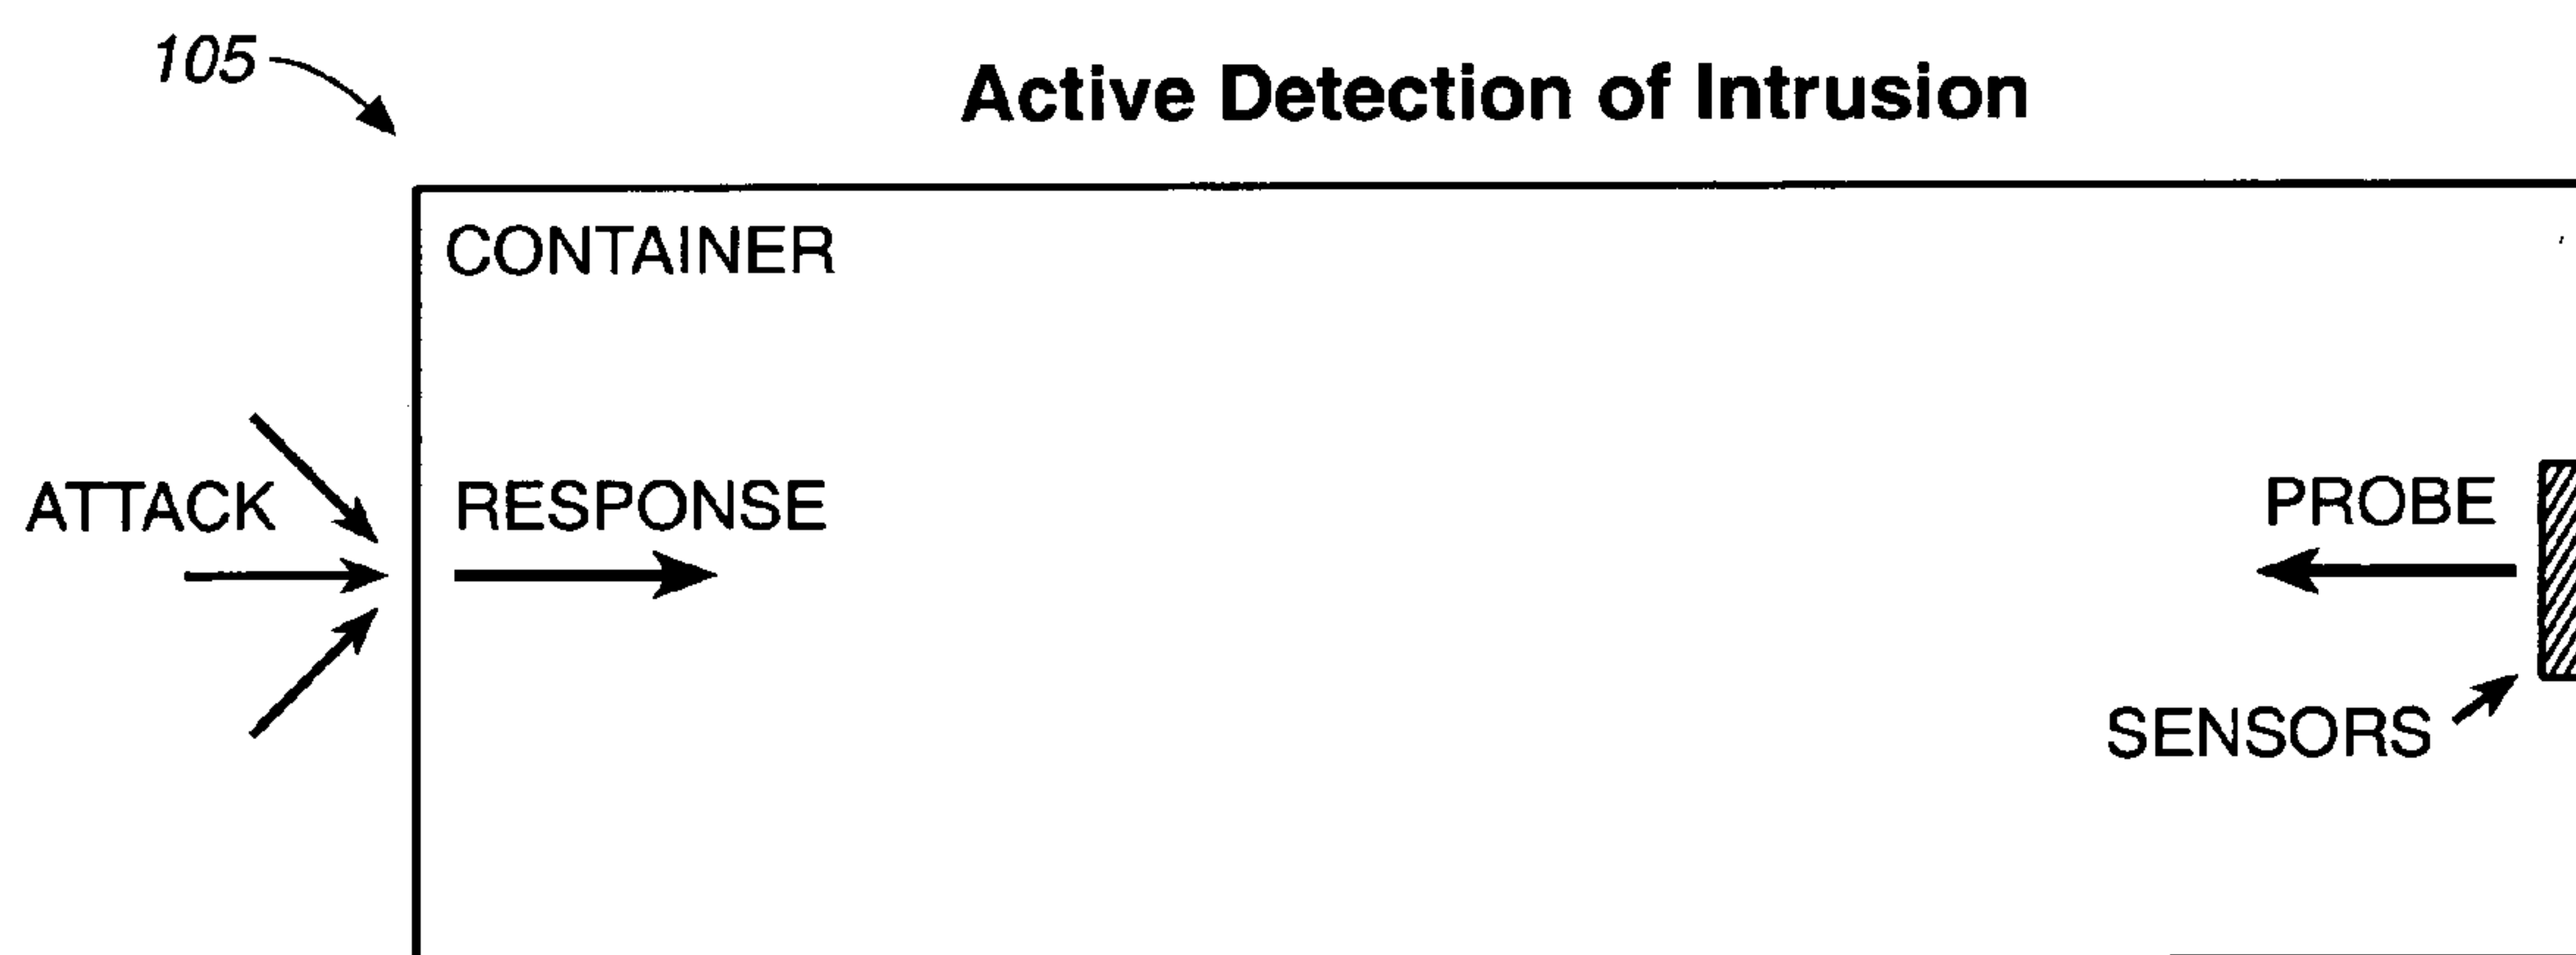 105
Active Detection of Intrusion
CONTAINER
ATTACK
RESPONSE
PROBE
SENSORS